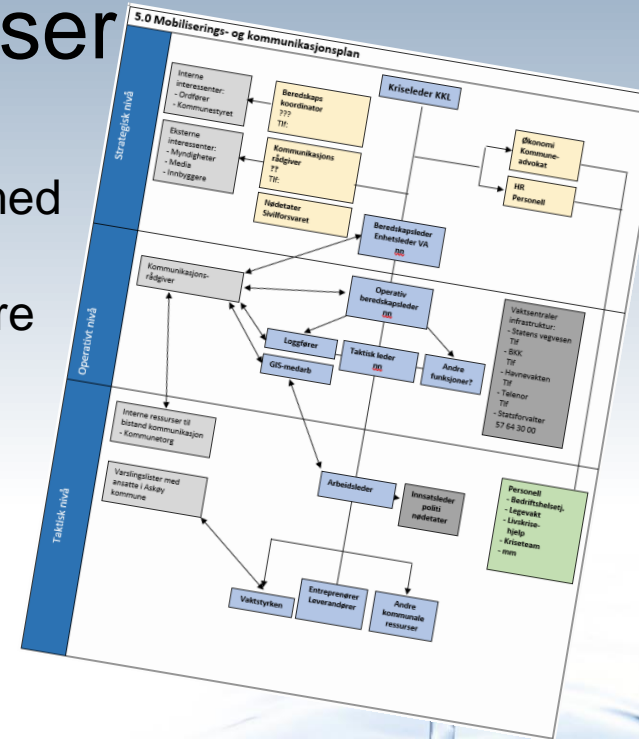 ser
ned
re
5.0 Mobiliserings- og kommunikasjonsplan
Strategisk nivå
Interne
interessenter:
- Ordfører
- Kommunestyret
Eksterne
interessenter:
- Myndigheter
- Media
- Innbyggere
Beredskaps
koordinator
???
Tlf:
Kommunikasjons
rådgiver
??
Tlf:
Nødetater
Sivilforsvaret
Kriseleder KKL
Økonomi
Kommune-
advokat
HR
Personell
Beredskapsleder
Enhetsleder VA
nn
Operativt nivå
Kommunikasjons-
rådgiver
Operativ
beredskapsleder
nn
Loggfører
GIS-medarb
Taktisk leder
nn
Andre
funksjoner?
Vaktsentraler
infrastruktur:
- Statens vegvesen
Tlf
- BKK
Tlf
- Havnevakten
Tlf
- Telenor
Tlf
- Statsforvalter
57 64 30 00
Taktisk nivå
Interne ressurser til
bistand kommunikasjon
- Kommunetorg
Varslingslister med
ansatte i Askøy
kommune
Arbeidsleder
Innsatsleder
politi
nødetater
Personell
- Bedriftshelsetj.
- Legevakt
- Livskrise-
hjelp
- Kriseteam
- mm
Vaktstyrken
Entreprenører
Leverandører
Andre
kommunale
ressurser